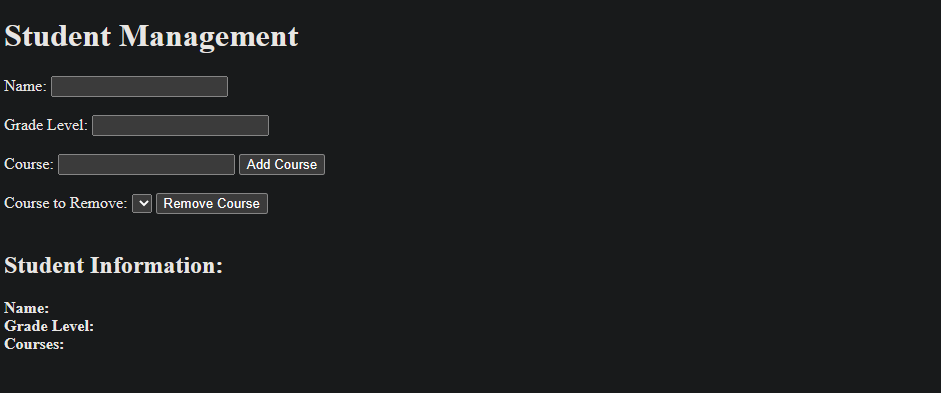 Student Management
Name:
Grade Level:
Course: Add Course
Course to Remove: Remove Course
Student Information:
Name:
Grade Level:
Courses: